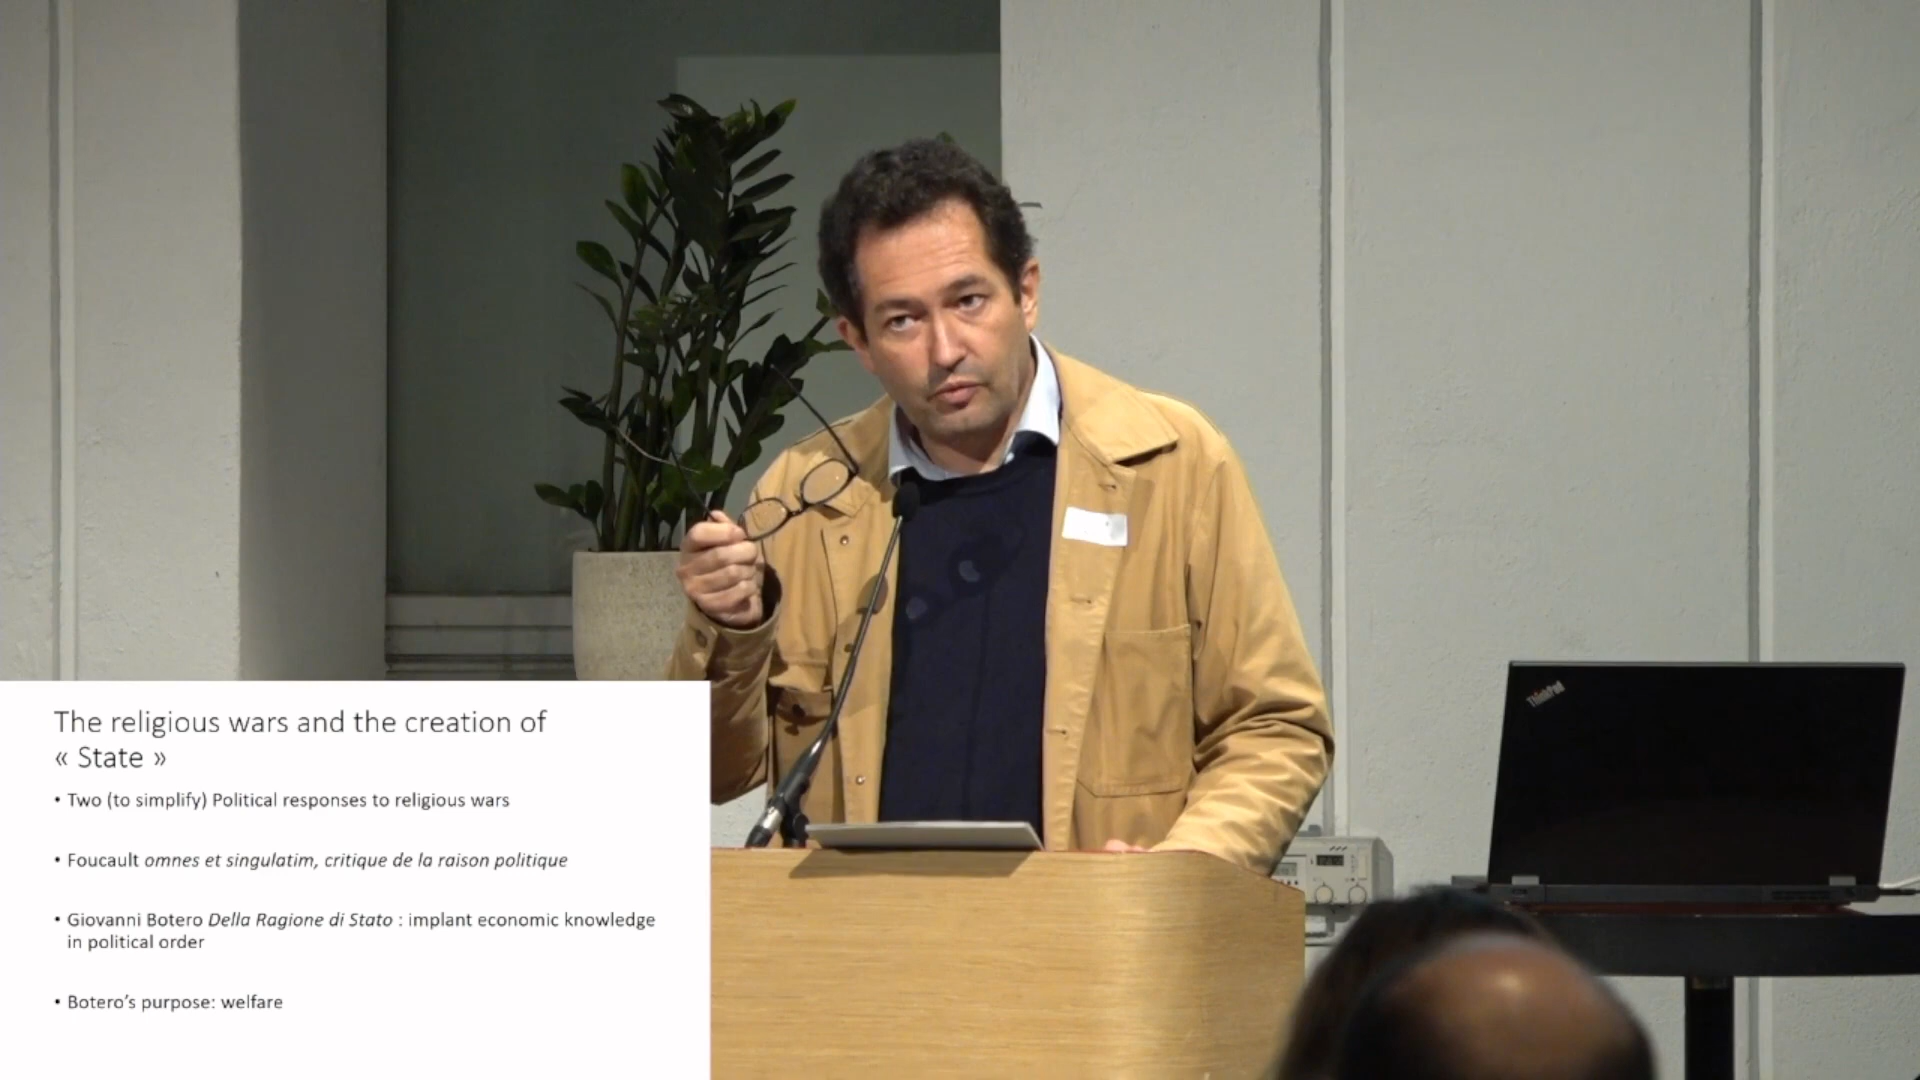 The religious wars and the creation of
« State »
• Two (to simplify) Political responses to religious wars
• Foucault omnes et singulatim, critique de la raison politique
• Giovanni Botero Della Ragione di Stato : implant economic knowledge
in political order
• Botero’s purpose: welfare
ThinkPad